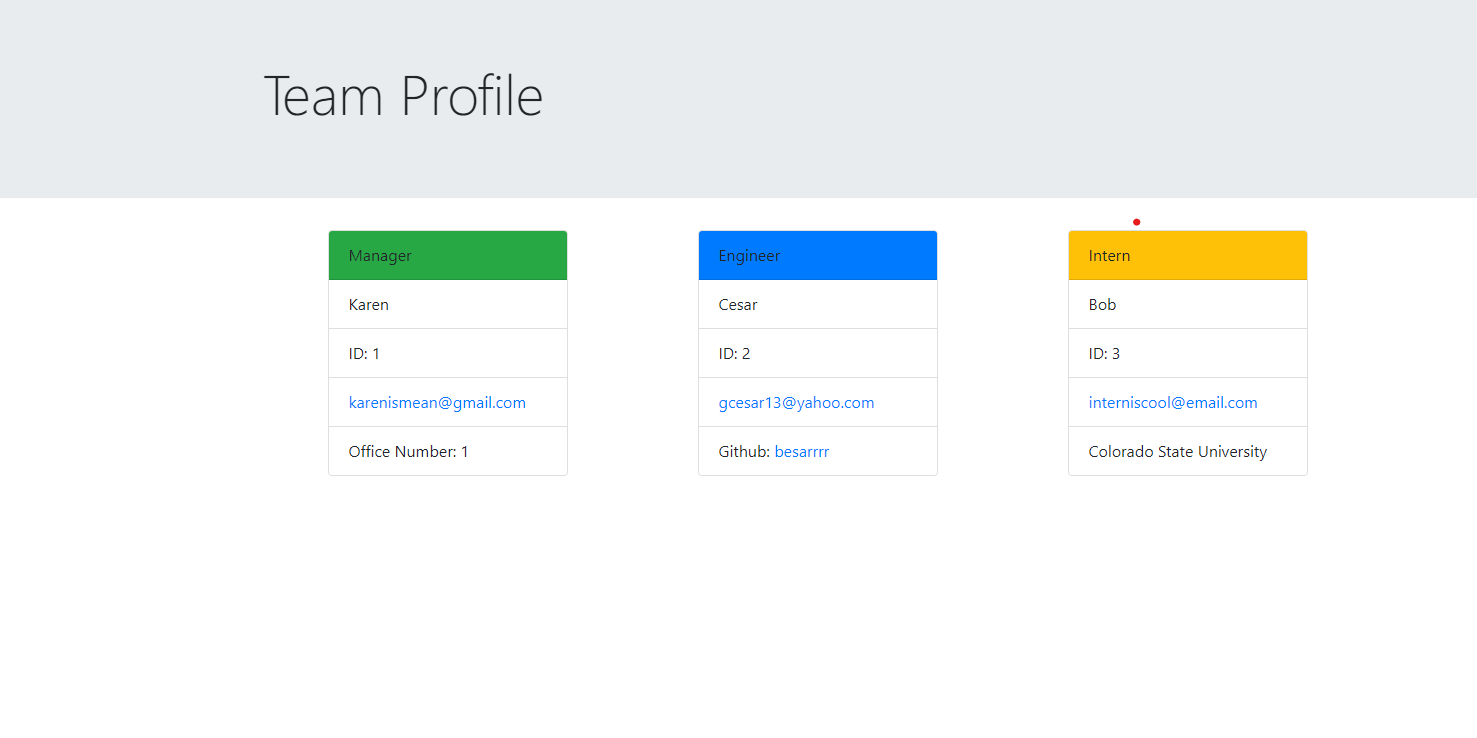 Team Profile
Manager
Karen
ID: 1
karenismean@gmail.com
Office Number: 1
Engineer
Cesar
ID: 2
gcesar13@yahoo.com
Github: besarrrr
Intern
Bob
ID: 3
interniscool@email.com
Colorado State University